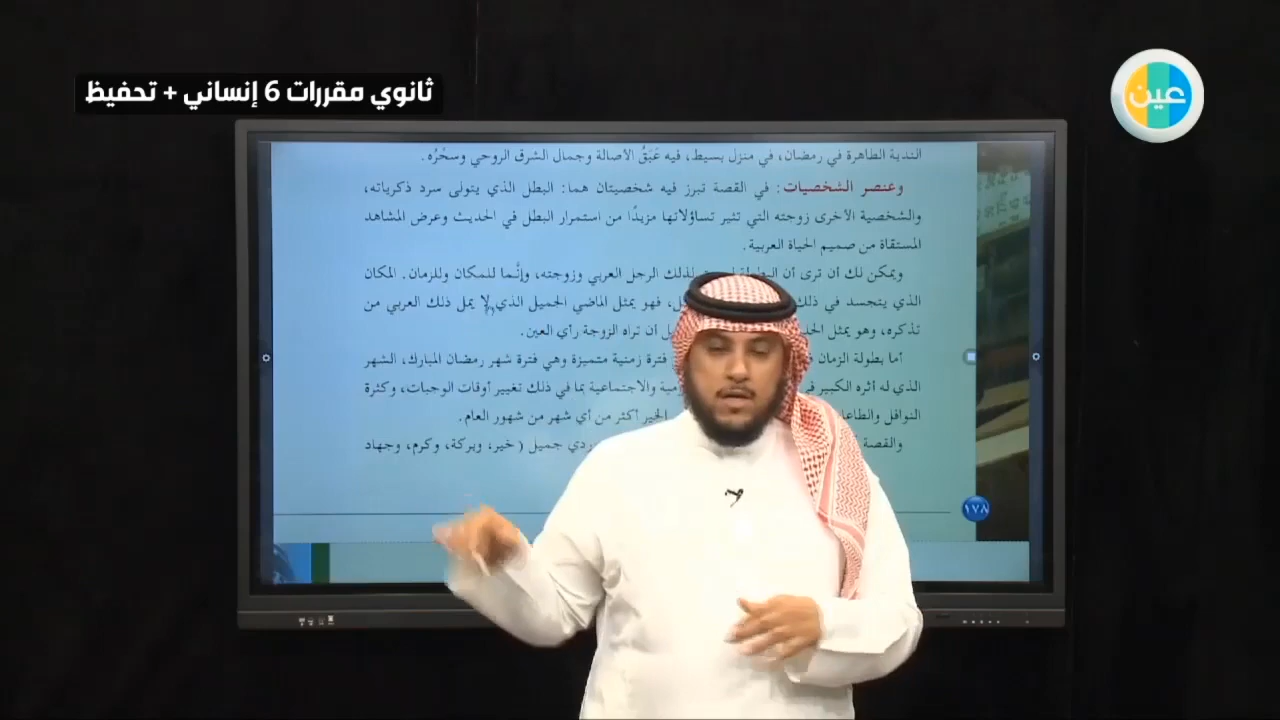 ثانوي مقررات 6 إنساني + تحفيظ
عين
الندية الطاهرة في رمضان، في منزل بسيط، فيه عَبَقُ الأصالة وجمال الشرق الروحي وسحْرُه.
وعنصر الشخصيات: في القصة تبرز فيه شخصيتان هما: البطل الذي يتولى سرد ذكرياته،
والشخصية الأخرى زوجته التي تثير تساؤلاتها مزيدًا من استمرار البطل في الحديث وعرض المشاهد
المستقاة من صميم الحياة العربية.
ويمكن لك أن ترى أن لذلك الرجل العربي وزوجته، وإنَّما للمكان وللزمان. المكان
الذي يتجسد في ذلك فهو يمثل الماضي الجميل الذي لا يمل ذلك العربي من
تذكره، وهو يمثل أن تراه الزوجة رأي العين.
أما بطولة الزمان فترة زمنية متميزة وهي فترة شهر رمضان المبارك، الشهر
الذي له أثره الكبير والاجتماعية بما في ذلك تغيير أوقات الوجبات، وكثرة
النوافل الخير أكثر من أي شهر من شهور العام.
والقصة جميل ( خير، وبركة، وكرم، وجهاد
١٧٨